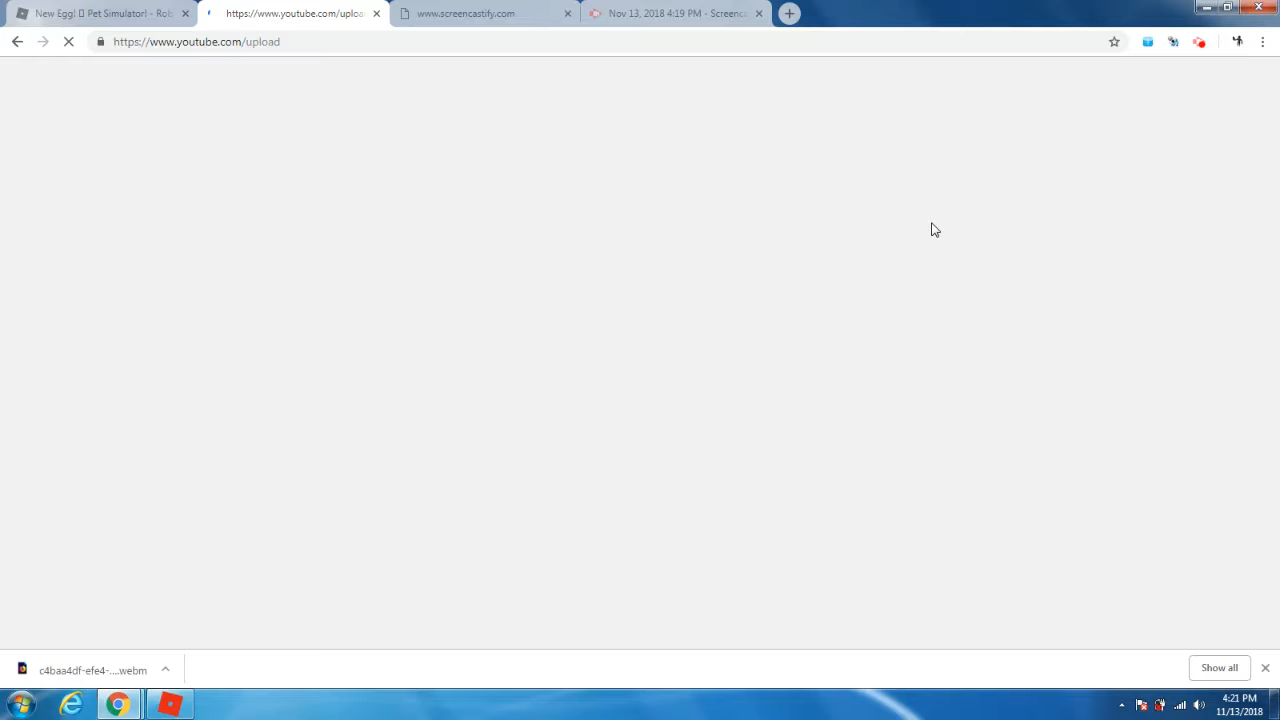 New Egg! 🎃 Pet Simulator! - Rob
https://www.youtube.com/uploa
www.screencastify.com
Nov 13, 2018 4:19 PM - Screenc
https://www.youtube.com/upload
c4baa4df-efe4-....webm
Show all
4:21 PM
11/13/2018